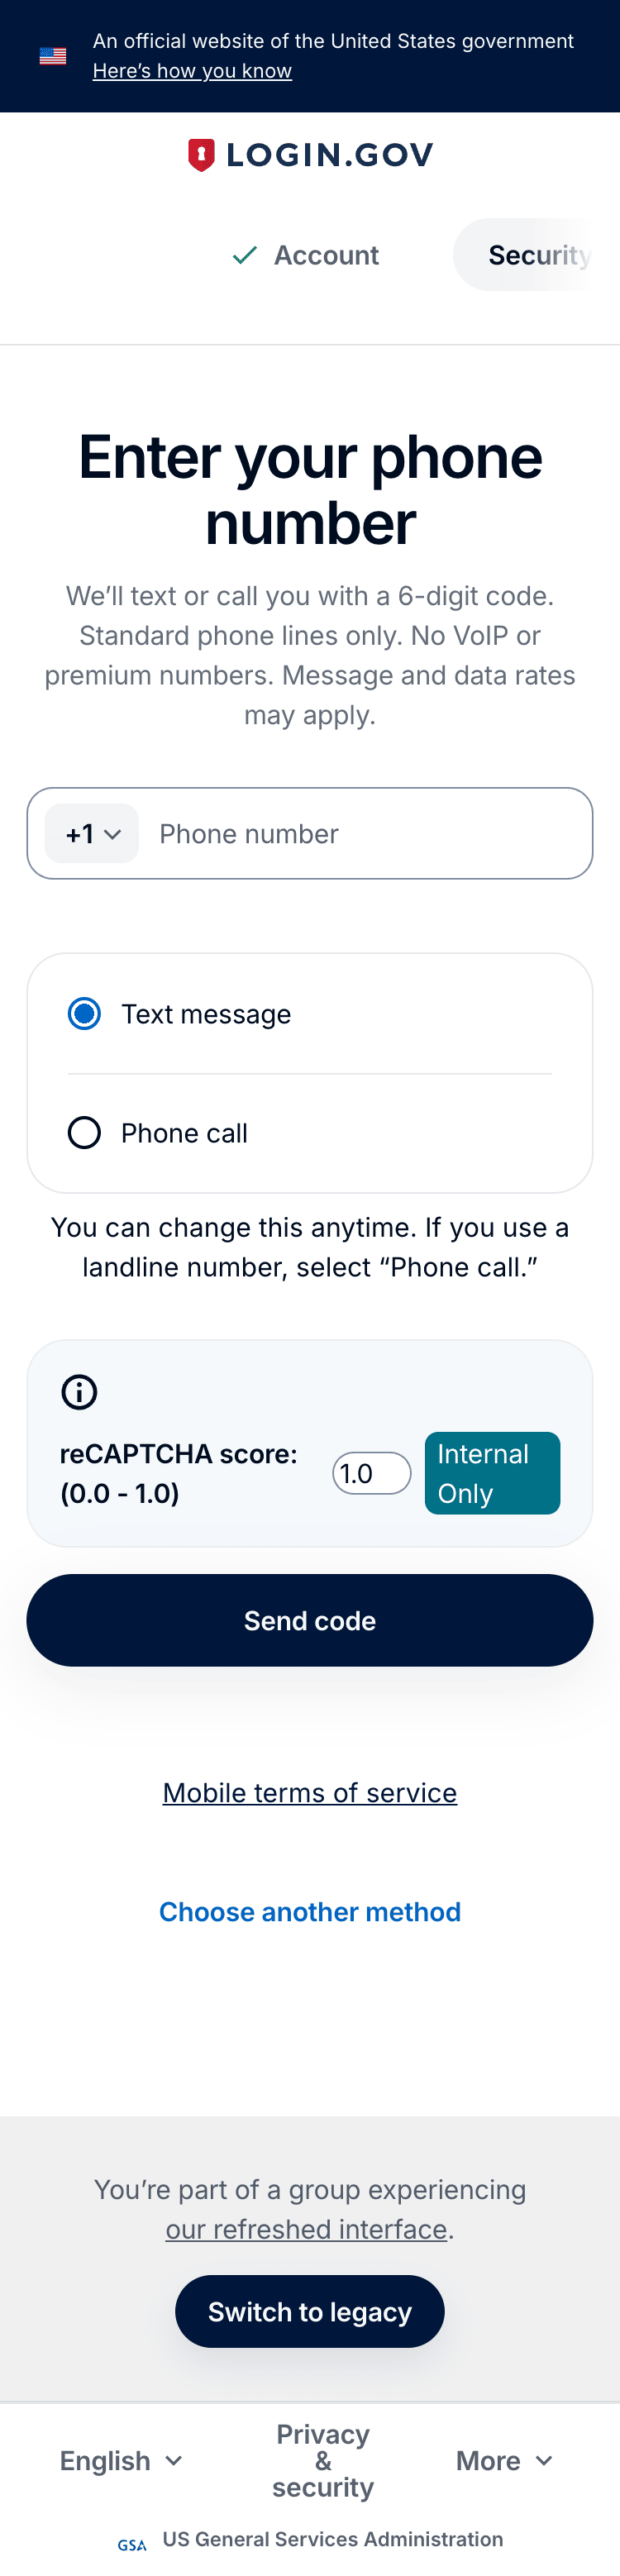 An official website of the United States government
Here’s how you know
LOGIN.GOV
Account
Security
Enter your phone
number
We’ll text or call you with a 6-digit code.
Standard phone lines only. No VoIP or
premium numbers. Message and data rates
may apply.
+1
Phone number
Text message
Phone call
You can change this anytime. If you use a
landline number, select “Phone call.”
reCAPTCHA score:
(0.0 - 1.0)
1.0
Internal
Only
Send code
Mobile terms of service
Choose another method
You’re part of a group experiencing
our refreshed interface.
Switch to legacy
English
Privacy
&
security
More
GSA
US General Services Administration